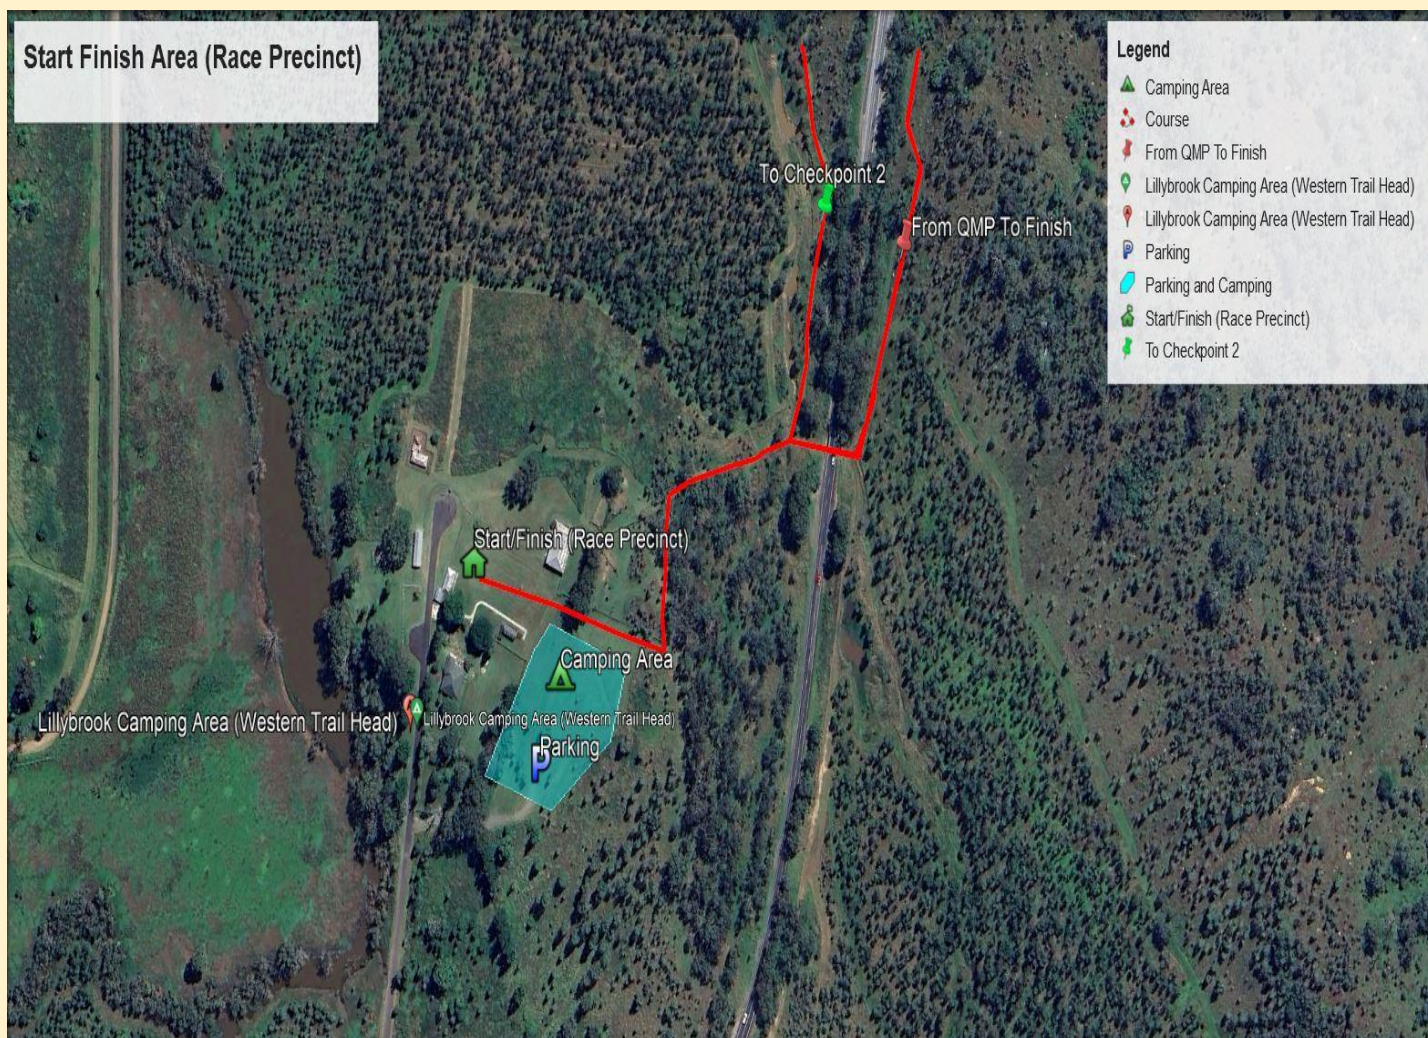 Start Finish Area (Race Precinct)
Legend
Camping Area
Course
From QMP To Finish
Lillybrook Camping Area (Western Trail Head)
Lillybrook Camping Area (Western Trail Head)
Parking
Parking and Camping
Start/Finish (Race Precinct)
To Checkpoint 2
To Checkpoint 2
From QMP To Finish
Start/Finish (Race Precinct)
Camping Area
Lillybrook Camping Area (Western Trail Head)
Lillybrook Camping Area (Western Trail Head)
Parking
P